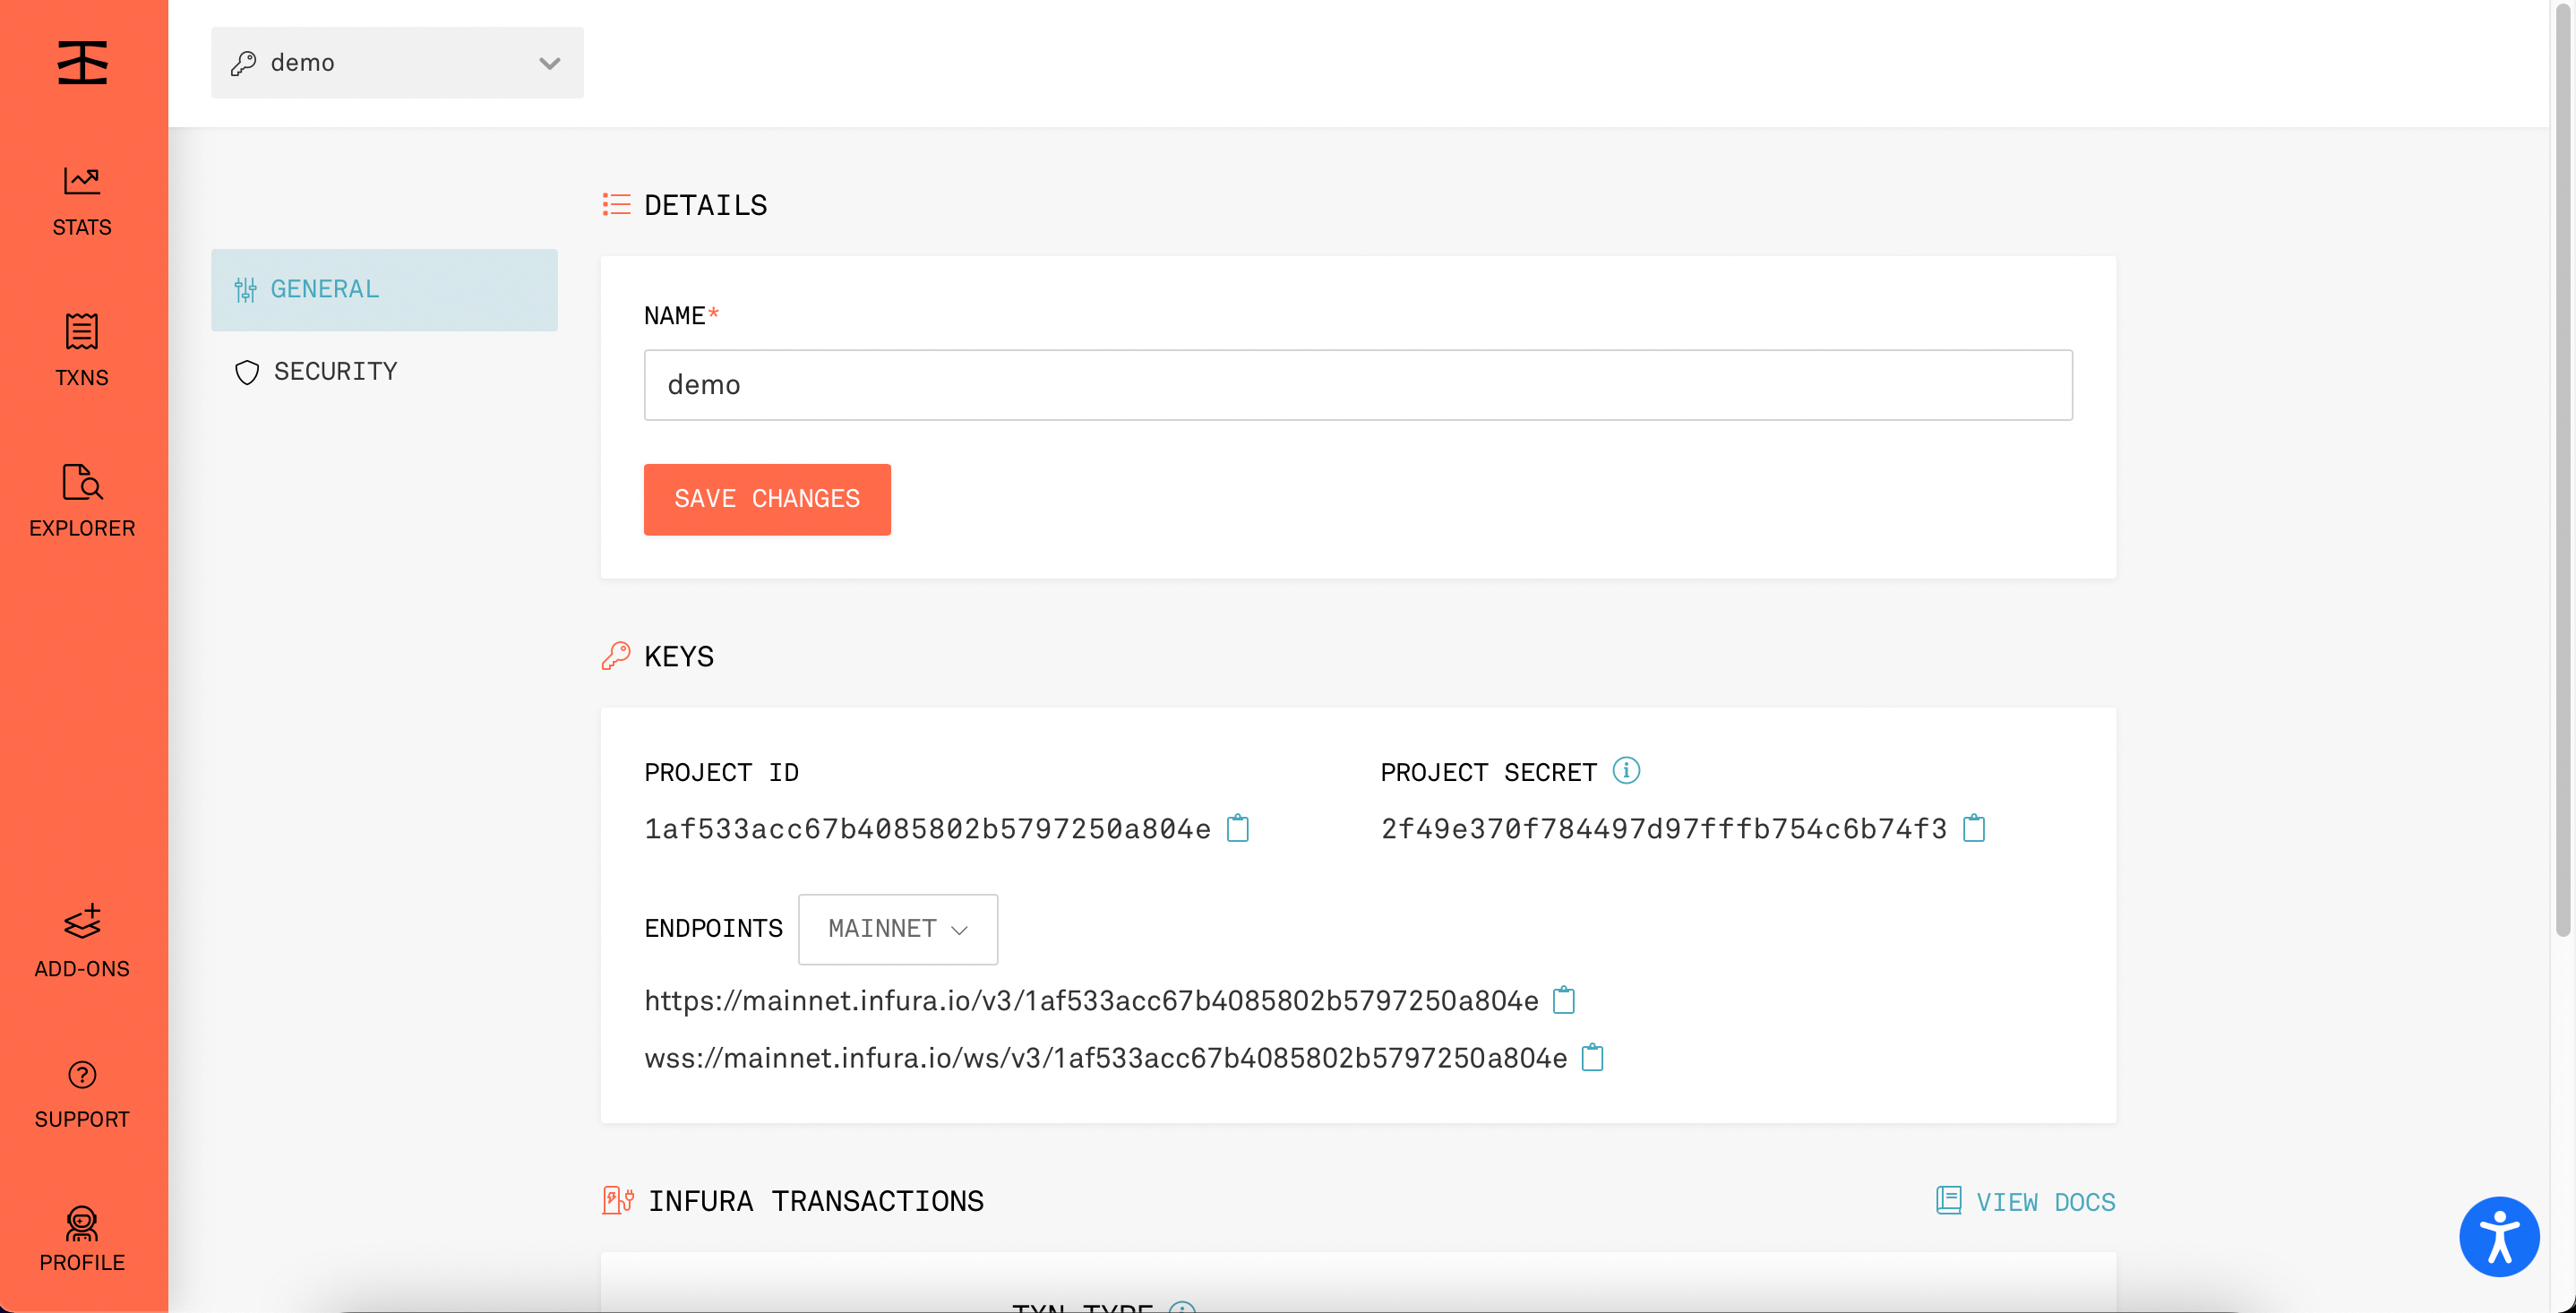 demo
STATS
TXNS
EXPLORER
ADD-ONS
SUPPORT
PROFILE
GENERAL
SECURITY
DETAILS
NAME*
demo
SAVE CHANGES
KEYS
PROJECT ID
1af533acc67b4085802b5797250a804e
PROJECT SECRET
2f49e370f784497d97fffb754c6b74f3
ENDPOINTS MAINNET
https://mainnet.infura.io/v3/1af533acc67b4085802b5797250a804e
wss://mainnet.infura.io/ws/v3/1af533acc67b4085802b5797250a804e
INFURA TRANSACTIONS
VIEW DOCS
TXN TYPE